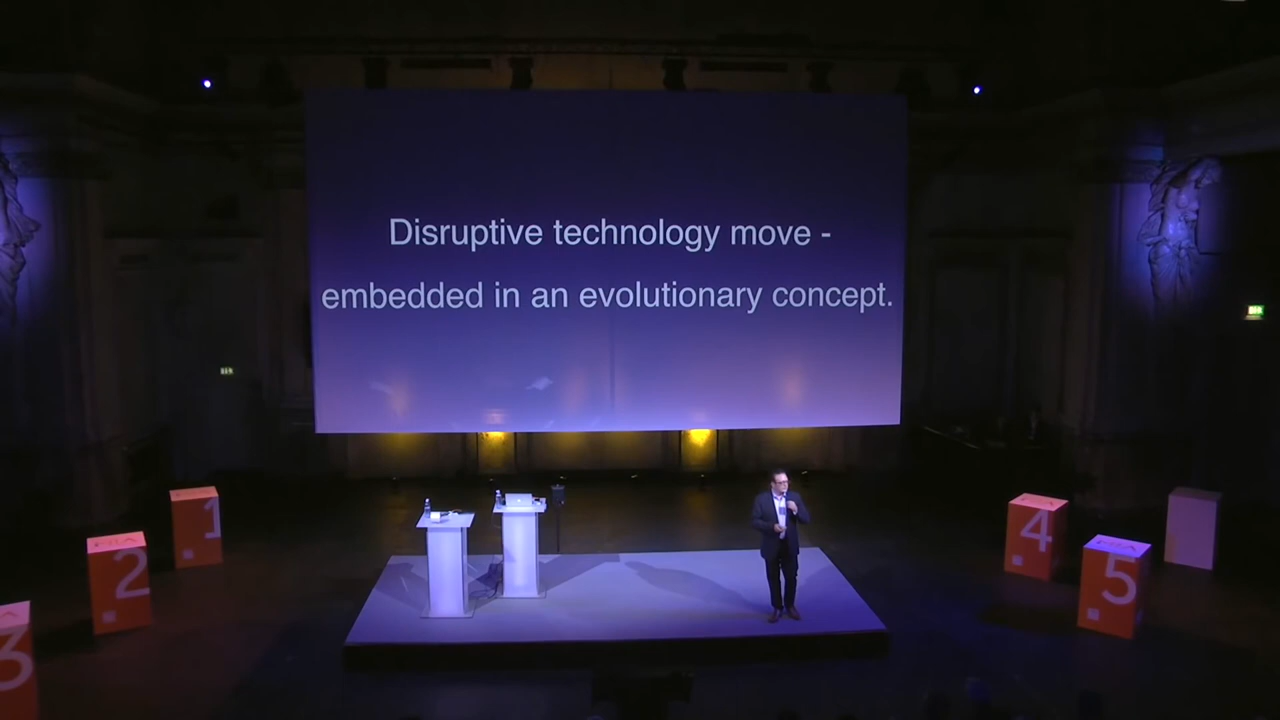 Disruptive technology move -
embedded in an evolutionary concept.
1
2
3
4
5